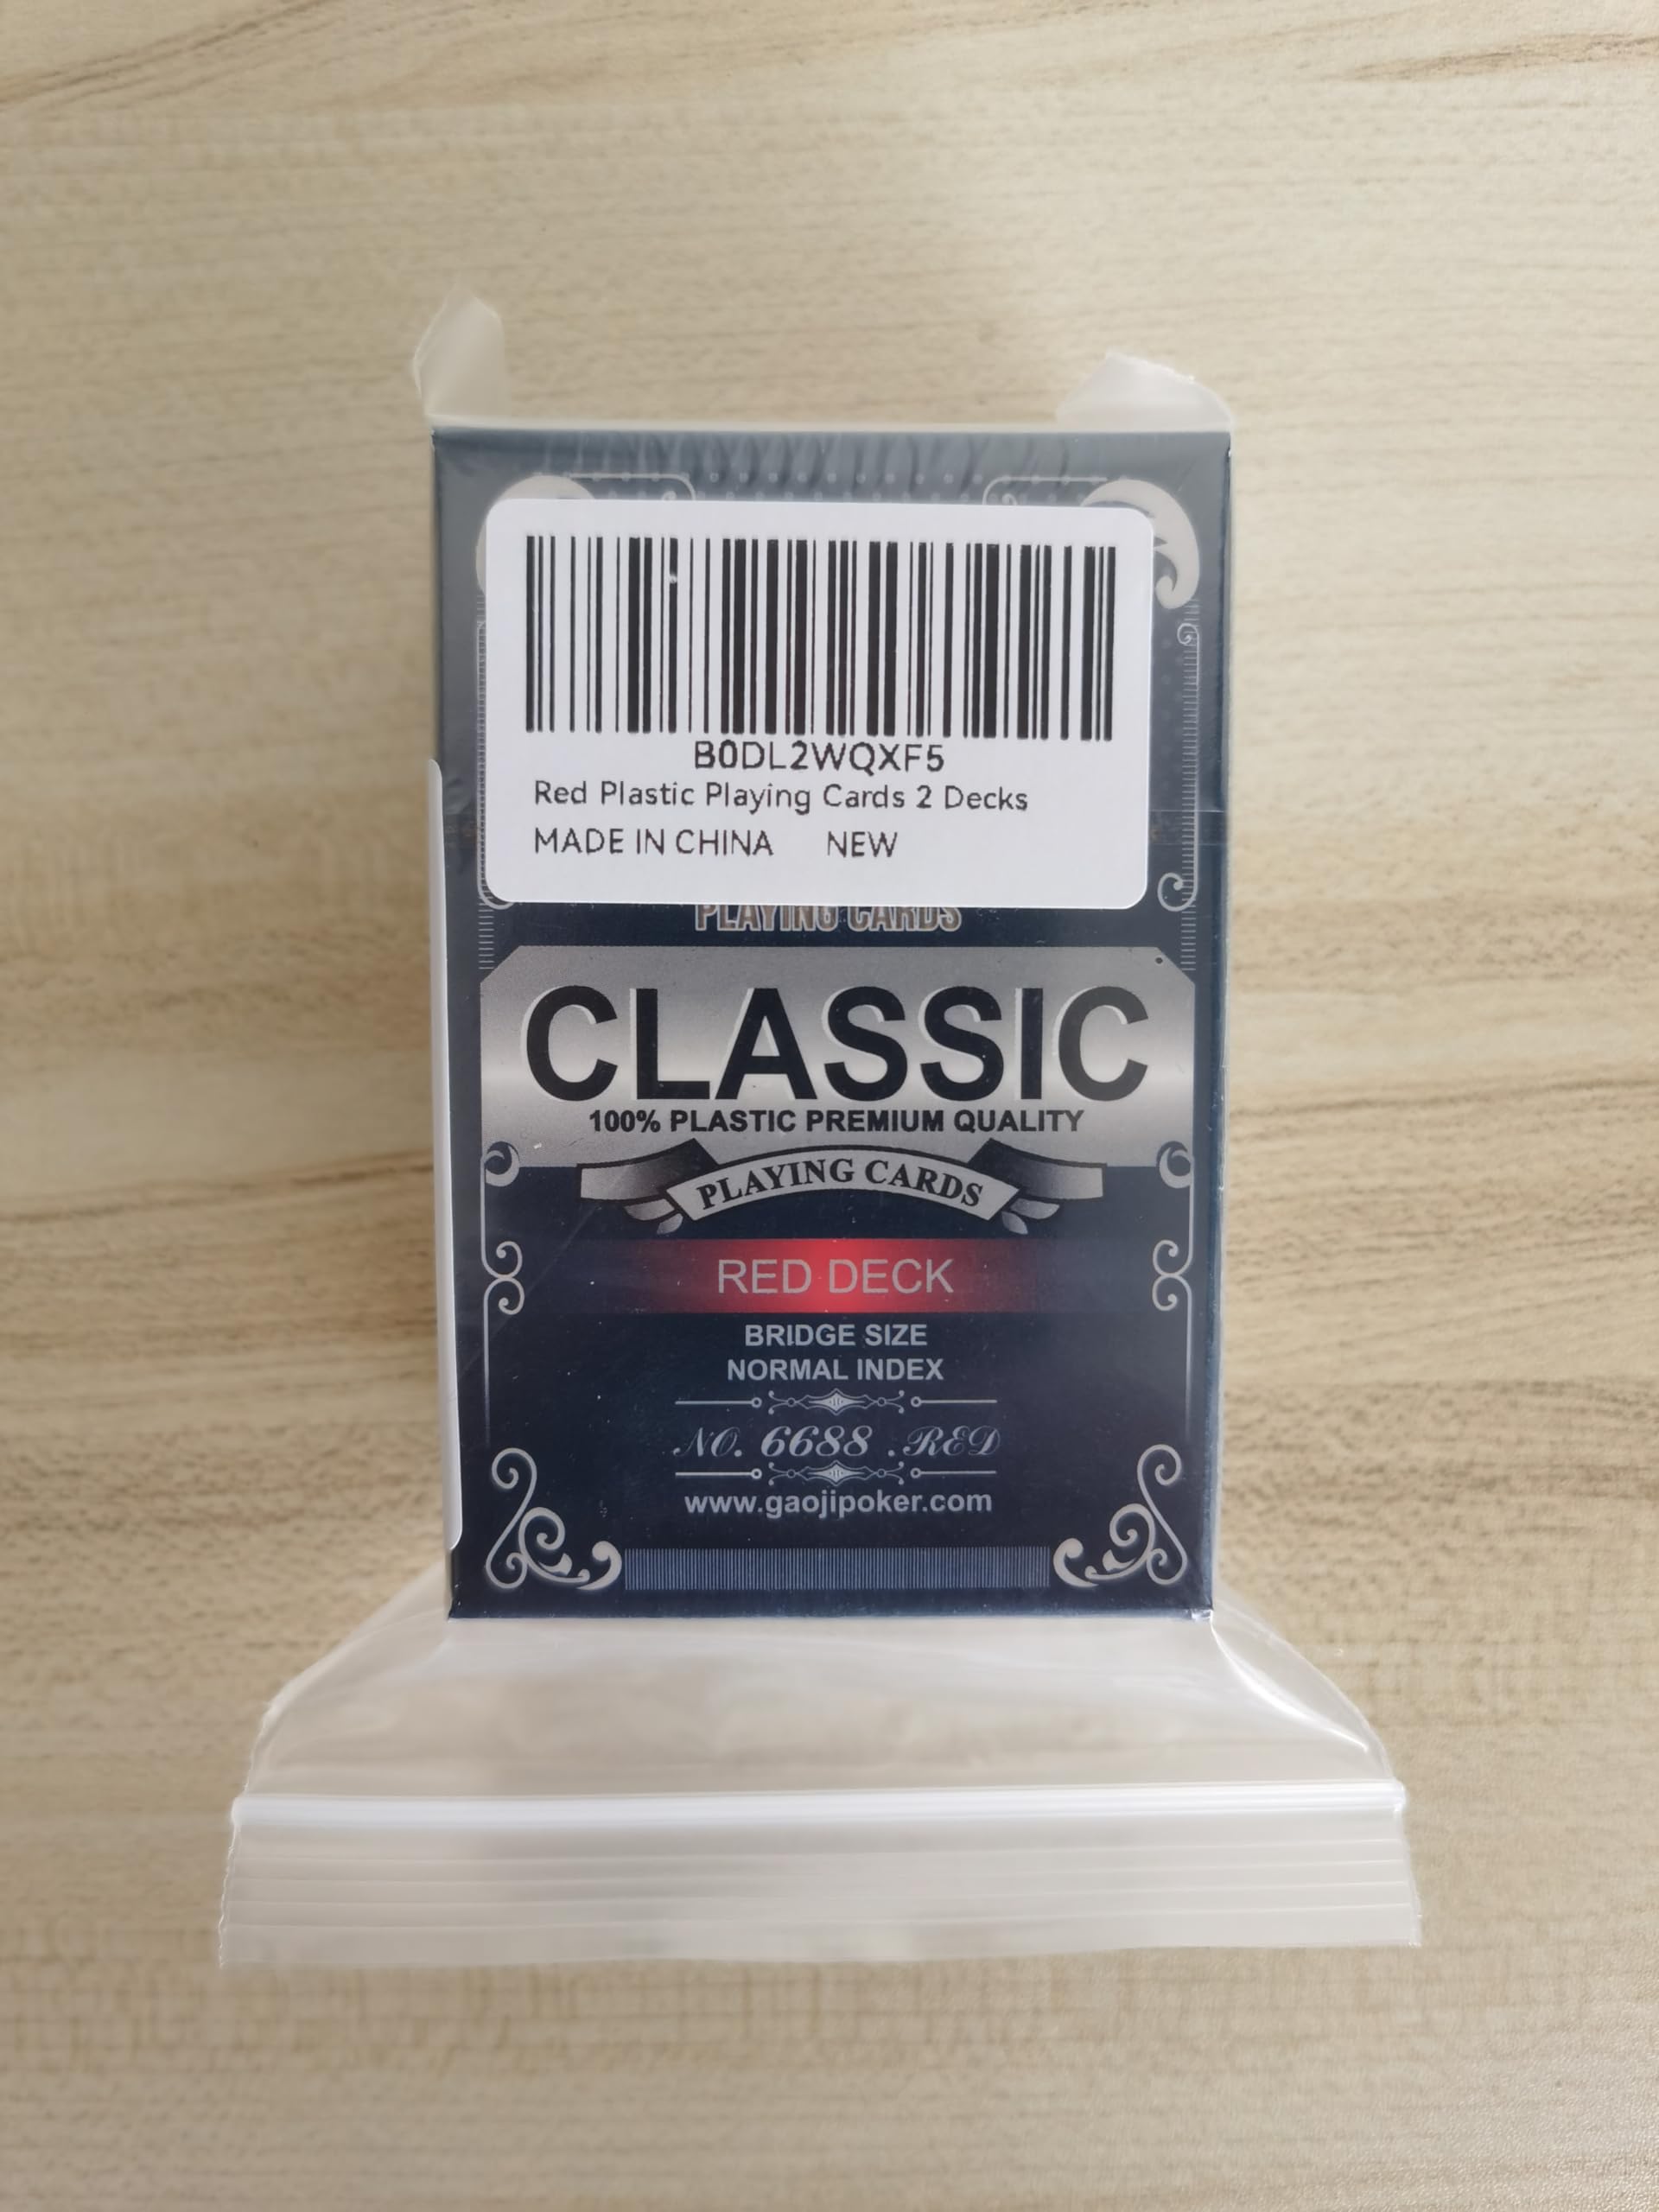 B0DL2WQXF5
Red Plastic Playing Cards 2 Decks
MADE IN CHINA NEW
PLAYING CARDS
CLASSIC
100% PLASTIC PREMIUM QUALITY
PLAYING CARDS
RED DECK
BRIDGE SIZE
NORMAL INDEX
NO. 6688 .RED
www.gaojipoker.com